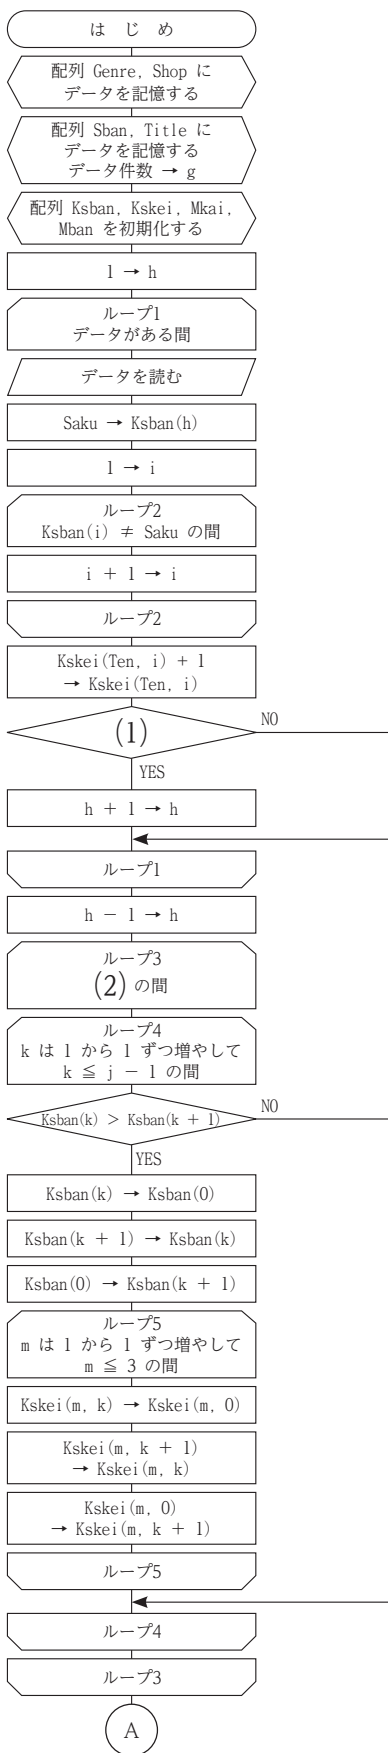 は じ め
配列 Genre, Shop に
データを記憶する
配列 Sban, Title に
データを記憶する
データ件数 → g
配列 Ksban, Kskei, Mkai,
Mban を初期化する
1 → h
ループ1
データがある間
データを読む
Saku → Ksban(h)
1 → i
ループ2
Ksban(i) ≠ Saku の間
i + 1 → i
ループ2
Kskei(Ten, i) + 1
→ Kskei(Ten, i)
(1)
NO
YES
h + 1 → h
ループ1
h - 1 → h
ループ3
(2) の間
ループ4
k は 1 から 1 ずつ増やして
k ≦ j - 1 の間
Ksban(k) > Ksban(k + 1)
NO
YES
Ksban(k) → Ksban(0)
Ksban(k + 1) → Ksban(k)
Ksban(0) → Ksban(k + 1)
ループ5
m は 1 から 1 ずつ増やして
m ≦ 3 の間
Kskei(m, k) → Kskei(m, 0)
Kskei(m, k + 1)
→ Kskei(m, k)
Kskei(m, 0)
→ Kskei(m, k + 1)
ループ5
ループ4
ループ3
A